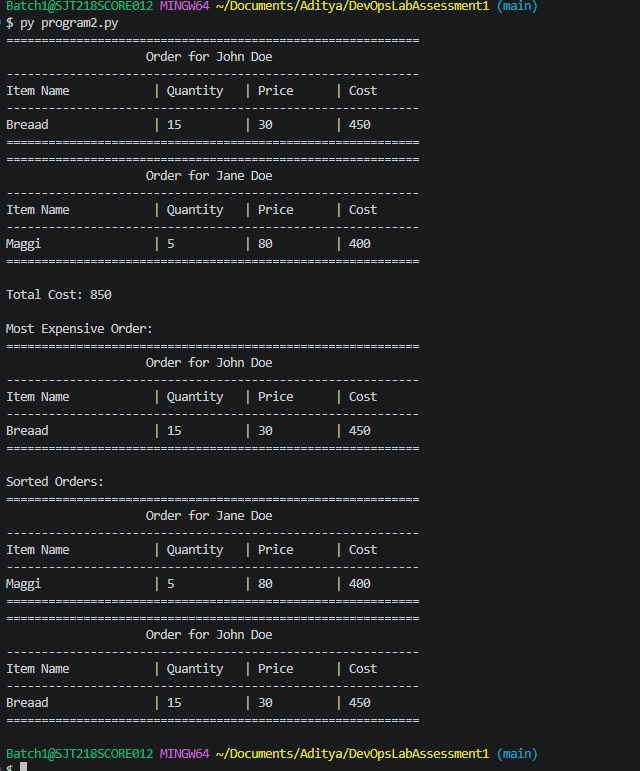 Batch1@SJT218SCORE012 MINGW64 ~/Documents/Aditya/DevOpsLabAssessment1 (main)
$ py program2.py
===========================================================
                    Order for John Doe
-----------------------------------------------------------
Item Name            | Quantity   | Price      | Cost
-----------------------------------------------------------
Breaad               | 15         | 30         | 450
===========================================================
===========================================================
                    Order for Jane Doe
-----------------------------------------------------------
Item Name            | Quantity   | Price      | Cost
-----------------------------------------------------------
Maggi                | 5          | 80         | 400
===========================================================

Total Cost: 850

Most Expensive Order:
===========================================================
                    Order for John Doe
-----------------------------------------------------------
Item Name            | Quantity   | Price      | Cost
-----------------------------------------------------------
Breaad               | 15         | 30         | 450
===========================================================

Sorted Orders:
===========================================================
                    Order for Jane Doe
-----------------------------------------------------------
Item Name            | Quantity   | Price      | Cost
-----------------------------------------------------------
Maggi                | 5          | 80         | 400
===========================================================
===========================================================
                    Order for John Doe
-----------------------------------------------------------
Item Name            | Quantity   | Price      | Cost
-----------------------------------------------------------
Breaad               | 15         | 30         | 450
===========================================================

Batch1@SJT218SCORE012 MINGW64 ~/Documents/Aditya/DevOpsLabAssessment1 (main)
$